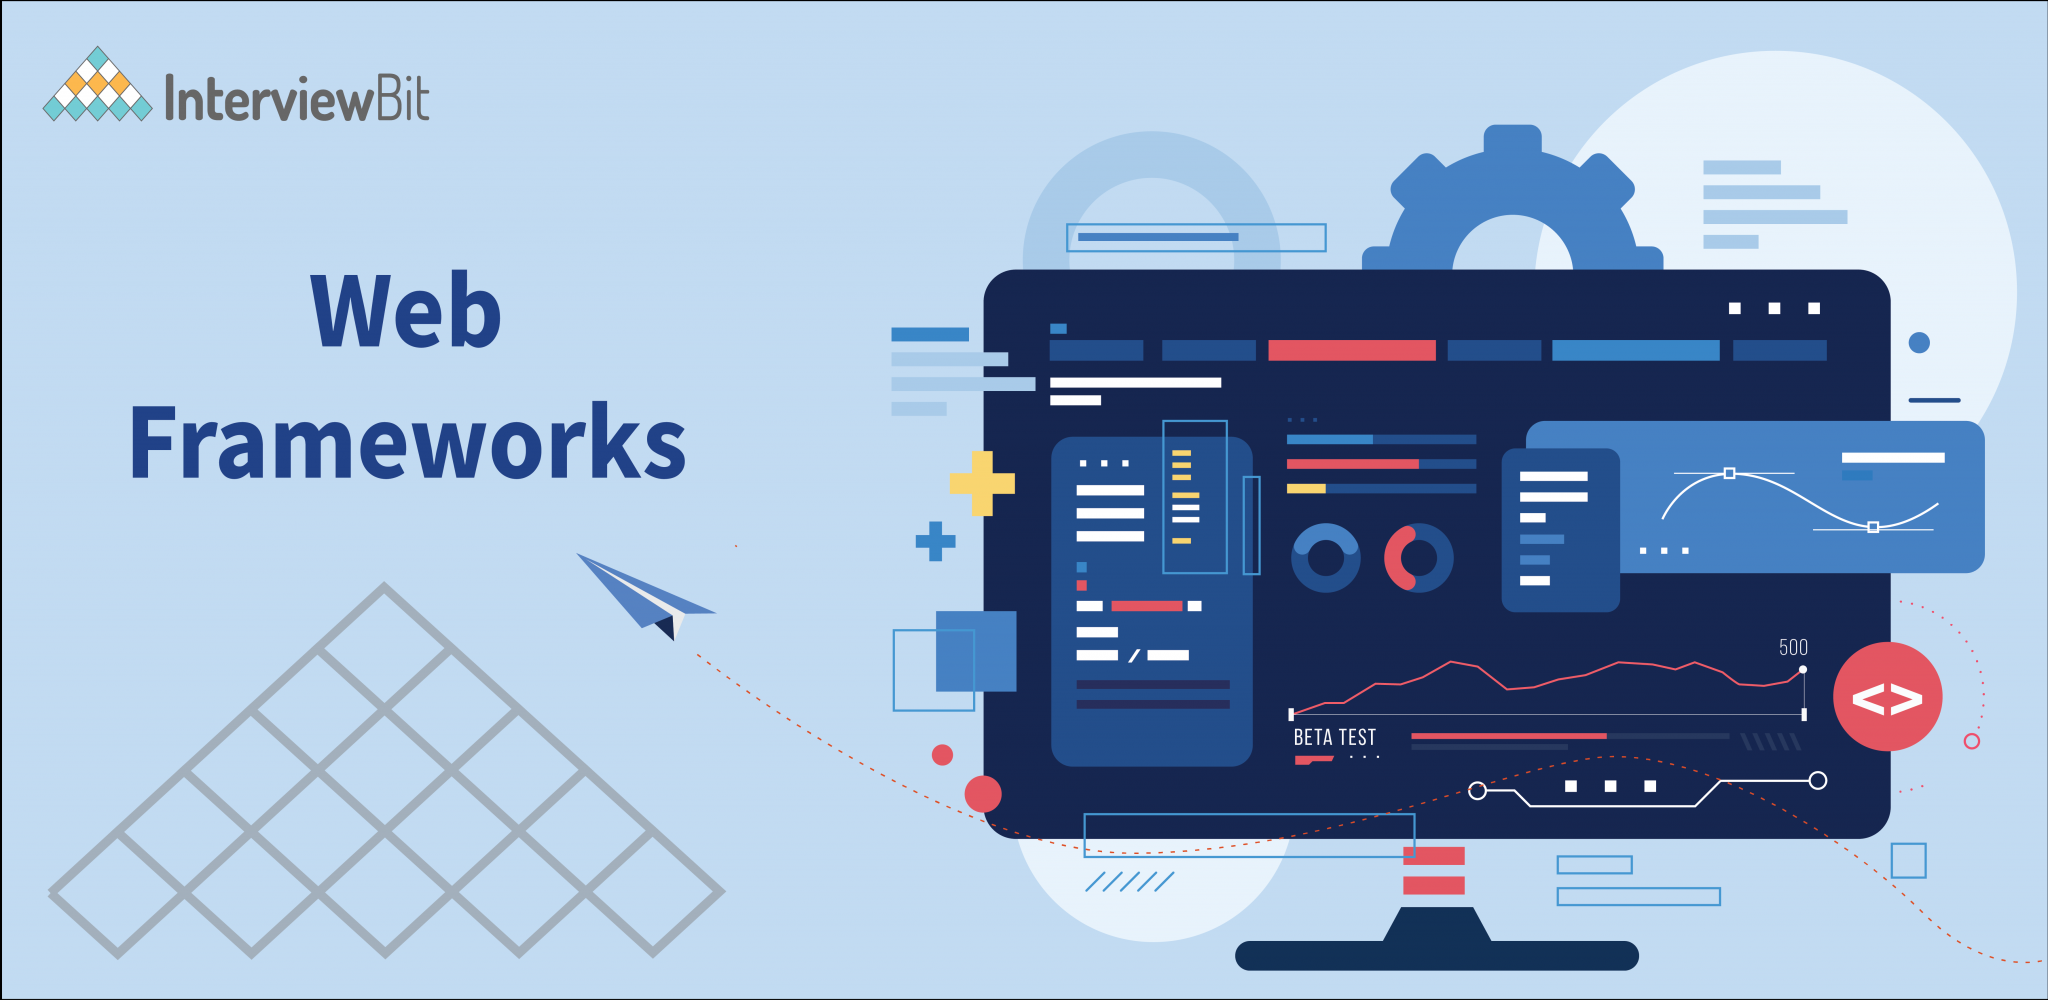 InterviewBit
Web
Frameworks
500
BETA TEST
<>